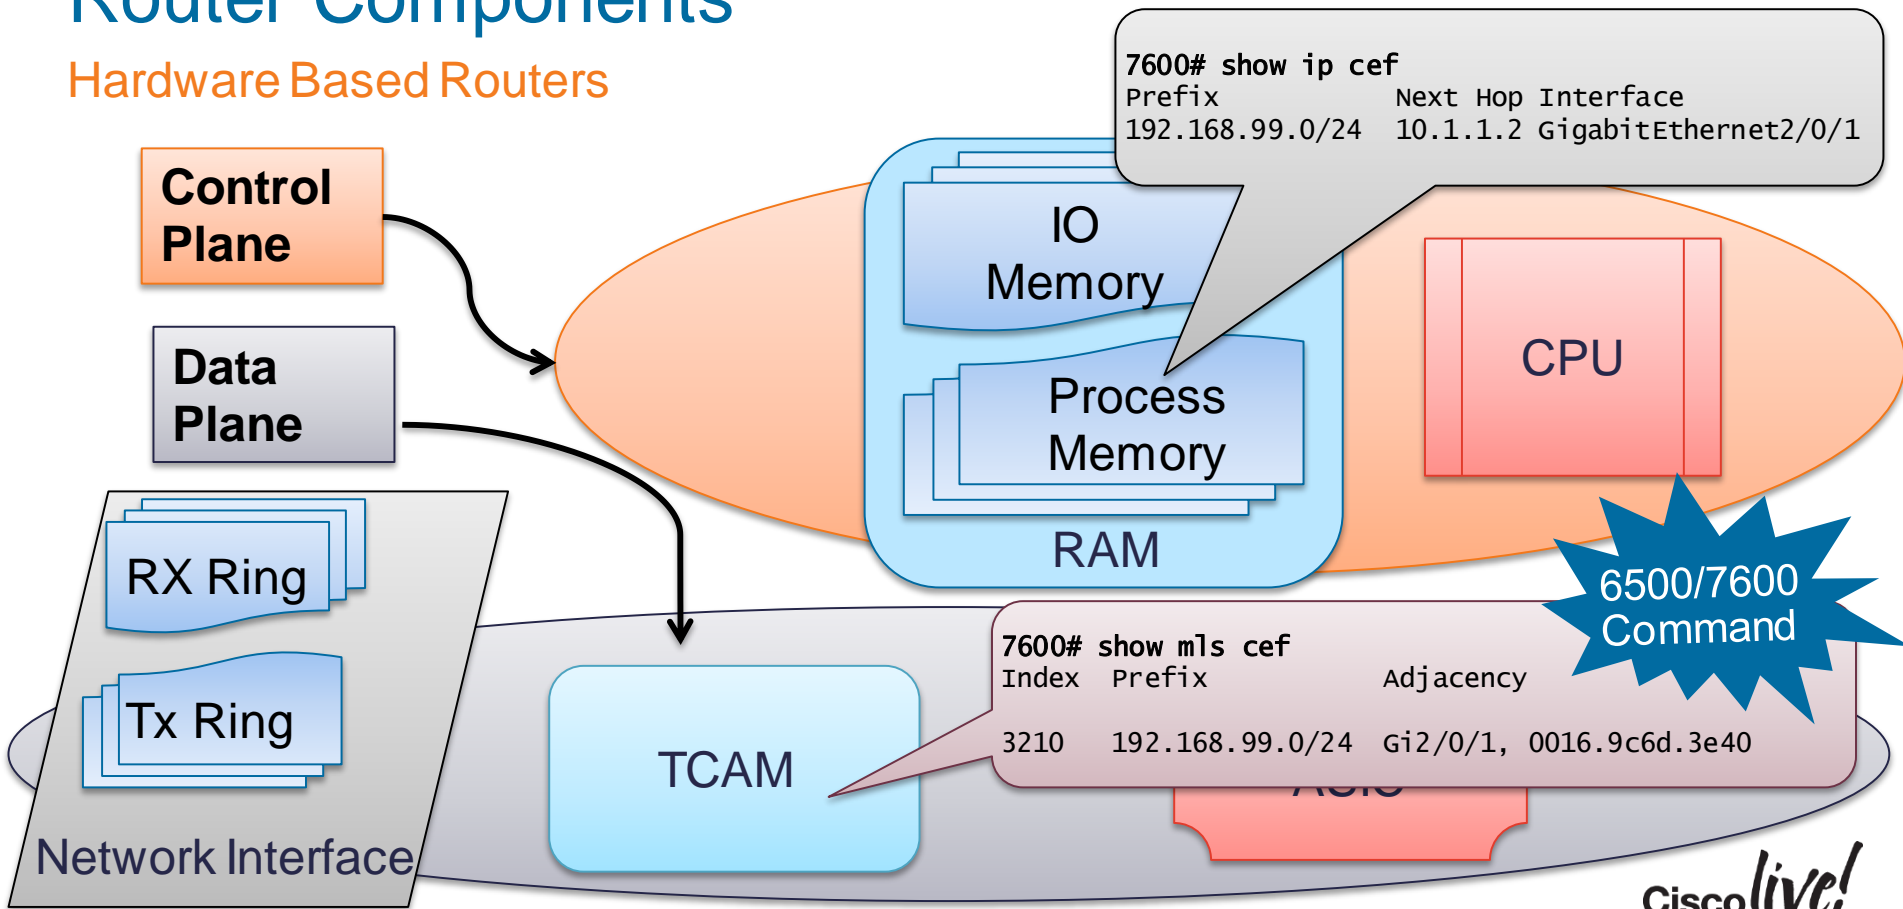 Router Components
Hardware Based Routers
7600# show ip cef
Prefix Next Hop Interface
192.168.99.0/24 10.1.1.2 GigabitEthernet2/0/1
Control
Plane
IO
Memory
CPU
Data
Plane
Process
Memory
RAM
RX Ring
6500/7600
Command
7600# show mls cef
Index Prefix Adjacency
3210 192.168.99.0/24 Gi2/0/1, 0016.9c6d.3e40
Tx Ring
TCAM
ASIC
Network Interface
Cisco live!